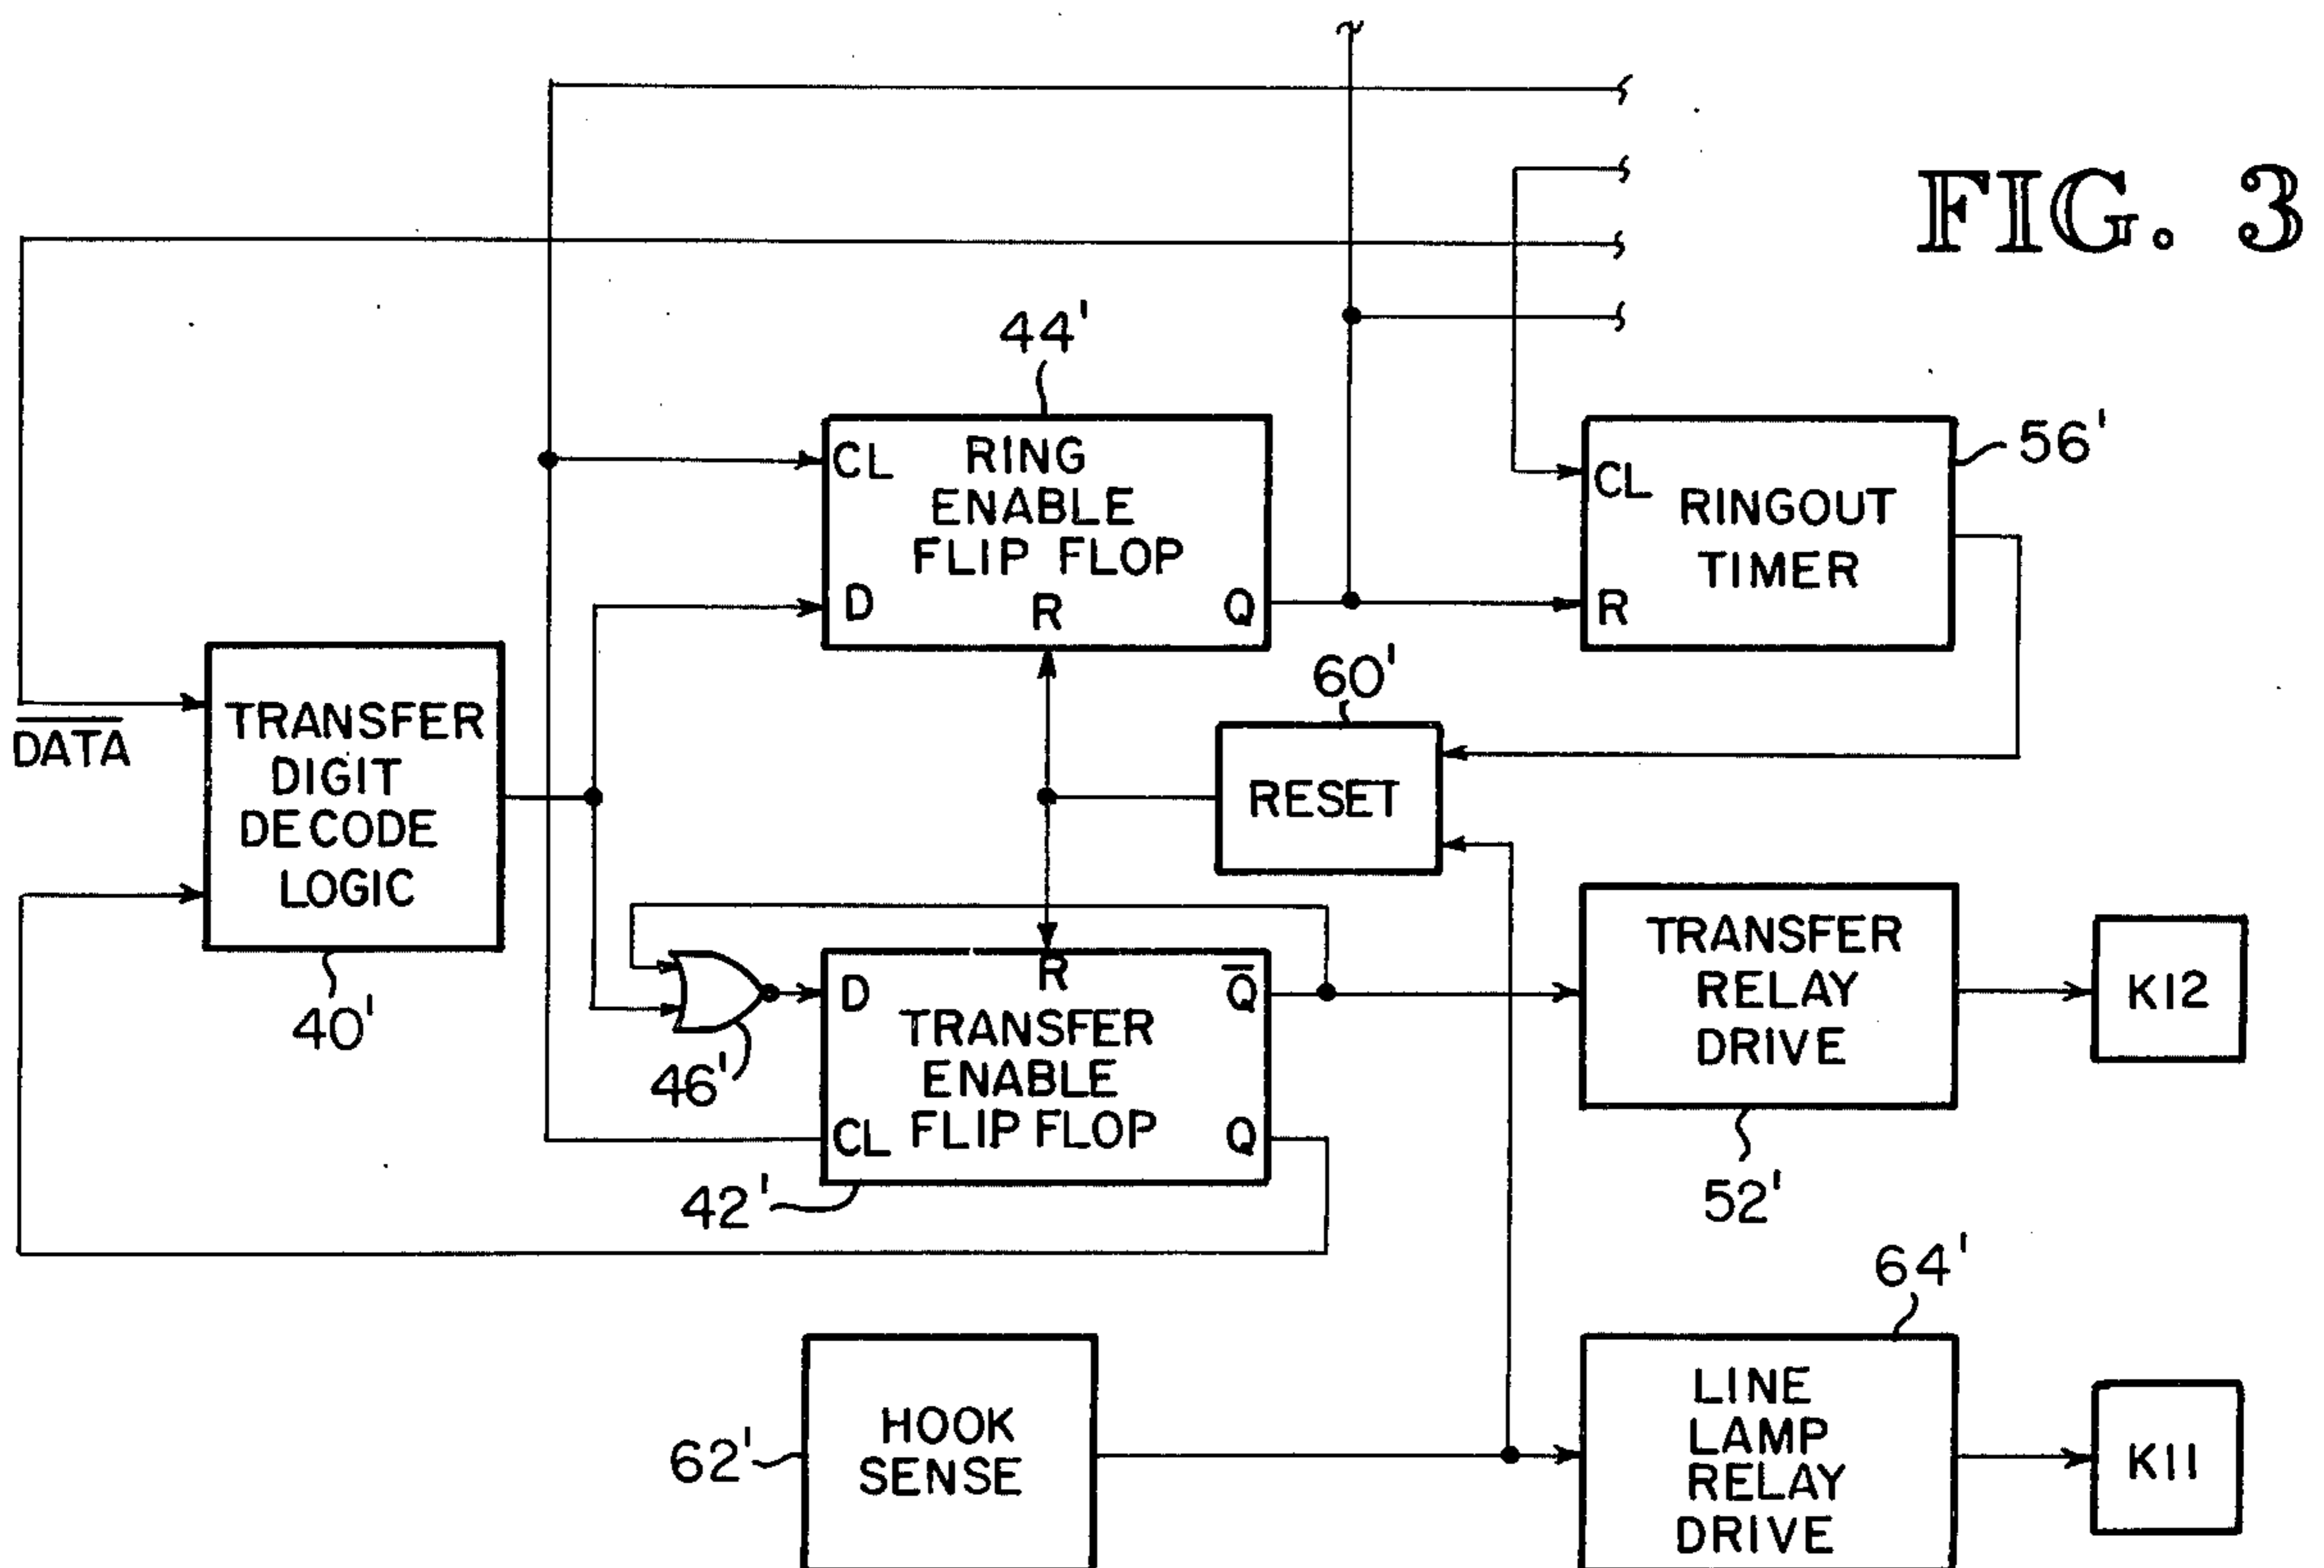 FIG. 3
44'
CL
RING
ENABLE
FLIP FLOP
D
R
Q
56'
CL
RINGOUT
TIMER
R
DATA
TRANSFER
DIGIT
DECODE
LOGIC
40'
60'
RESET
46'
D
R
Q
TRANSFER
ENABLE
FLIP FLOP
CL
Q
42'
TRANSFER
RELAY
DRIVE
52'
K12
62'
HOOK
SENSE
64'
LINE
LAMP
RELAY
DRIVE
K11